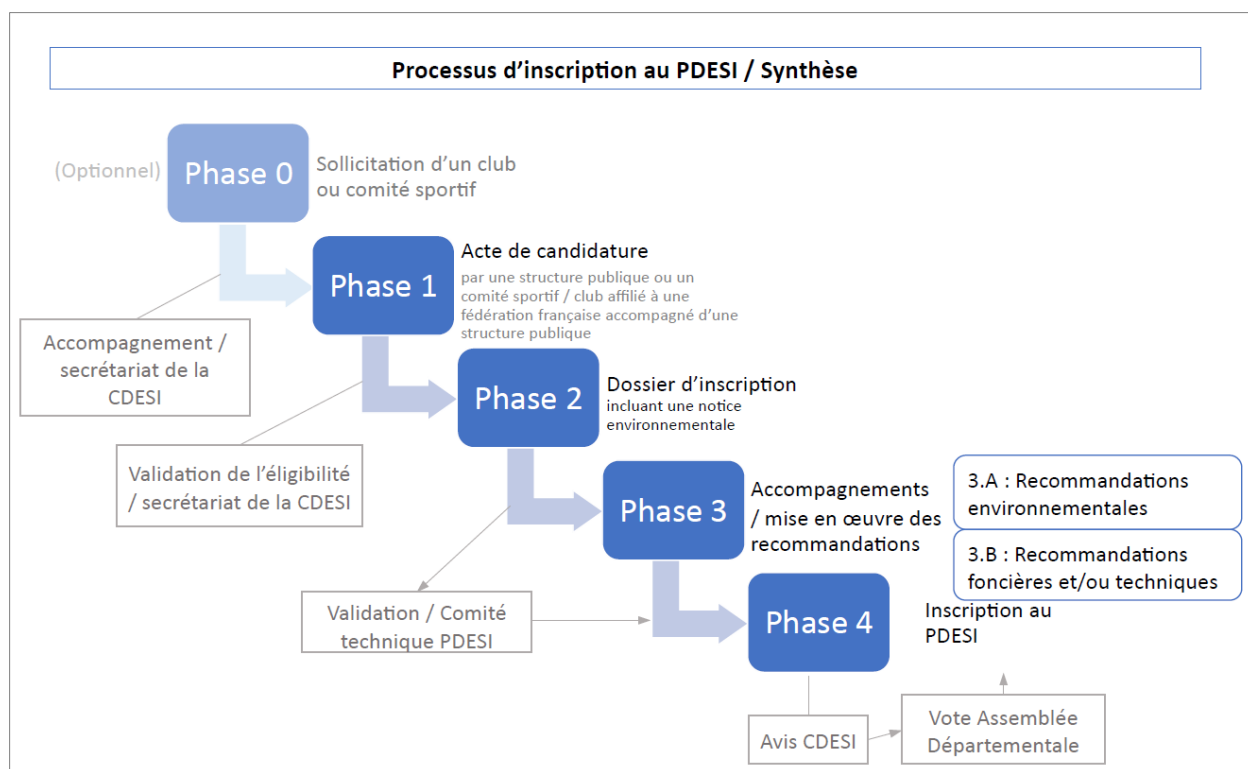 Processus d'inscription au PDESI / Synthèse
(Optionnel)
Phase 0
Sollicitation d'un club
ou comité sportif
Phase 1
Acte de candidature
par une structure publique ou un
comité sportif / club affilié à une
fédération française accompagné d'une
structure publique
Accompagnement /
secrétariat de la
CDESI
Phase 2
Dossier d'inscription
incluant une notice
environnementale
Validation de l'éligibilité
/ secrétariat de la CDESI
Phase 3
Accompagnements
/ mise en œuvre des
recommandations
3.A : Recommandations
environnementales
3.B : Recommandations
foncières et/ou techniques
Validation / Comité
technique PDESI
Phase 4
Inscription au
PDESI
Avis CDESI
Vote Assemblée
Départementale